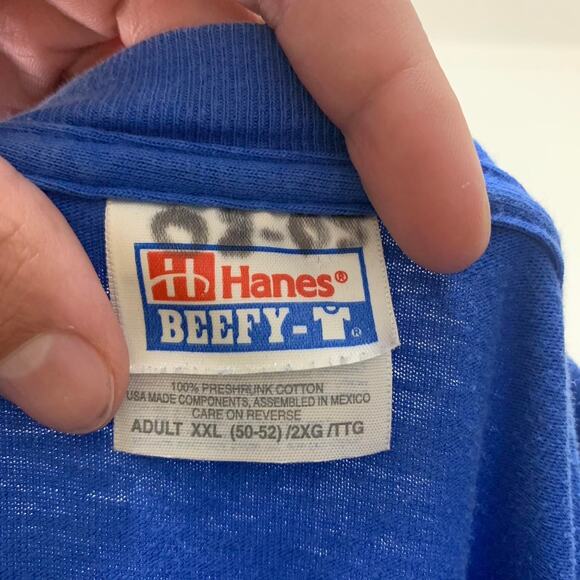 Hanes®
BEEFY-T®
100% PRESHRUNK COTTON
USA MADE COMPONENTS, ASSEMBLED IN MEXICO
CARE ON REVERSE
ADULT XXL (50-52) /2XG /TTG